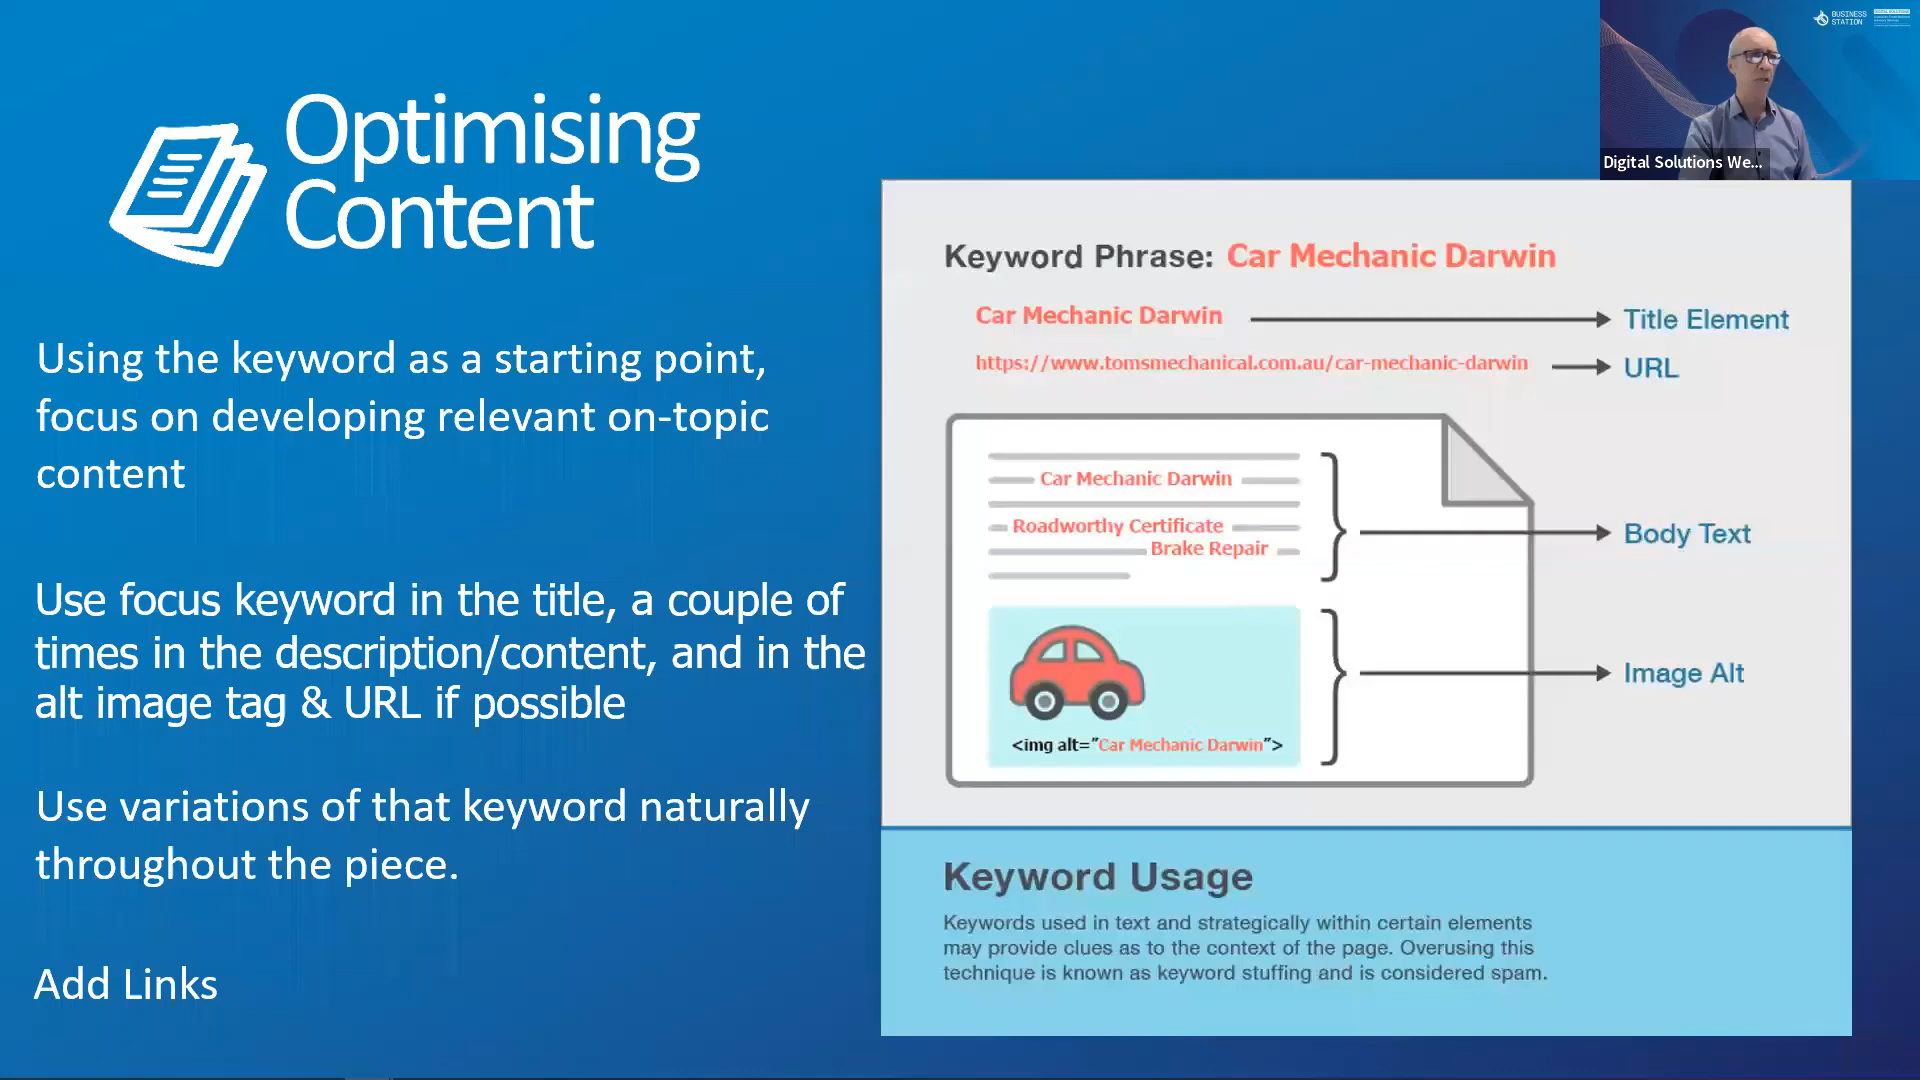 Optimising
Content
Using the keyword as a starting point,
focus on developing relevant on-topic
content
Use focus keyword in the title, a couple of
times in the description/content, and in the
alt image tag & URL if possible
Use variations of that keyword naturally
throughout the piece.
Add Links
BUSINESS
STATION
DIGITAL SOLUTIONS
Digital Solutions We...
Keyword Phrase: Car Mechanic Darwin
Car Mechanic Darwin
Title Element
https://www.tomsmechanical.com.au/car-mechanic-darwin
URL
Car Mechanic Darwin
Roadworthy Certificate
Brake Repair
Body Text
<img alt="Car Mechanic Darwin">
Image Alt
Keyword Usage
Keywords used in text and strategically within certain elements
may provide clues as to the context of the page. Overusing this
technique is known as keyword stuffing and is considered spam.